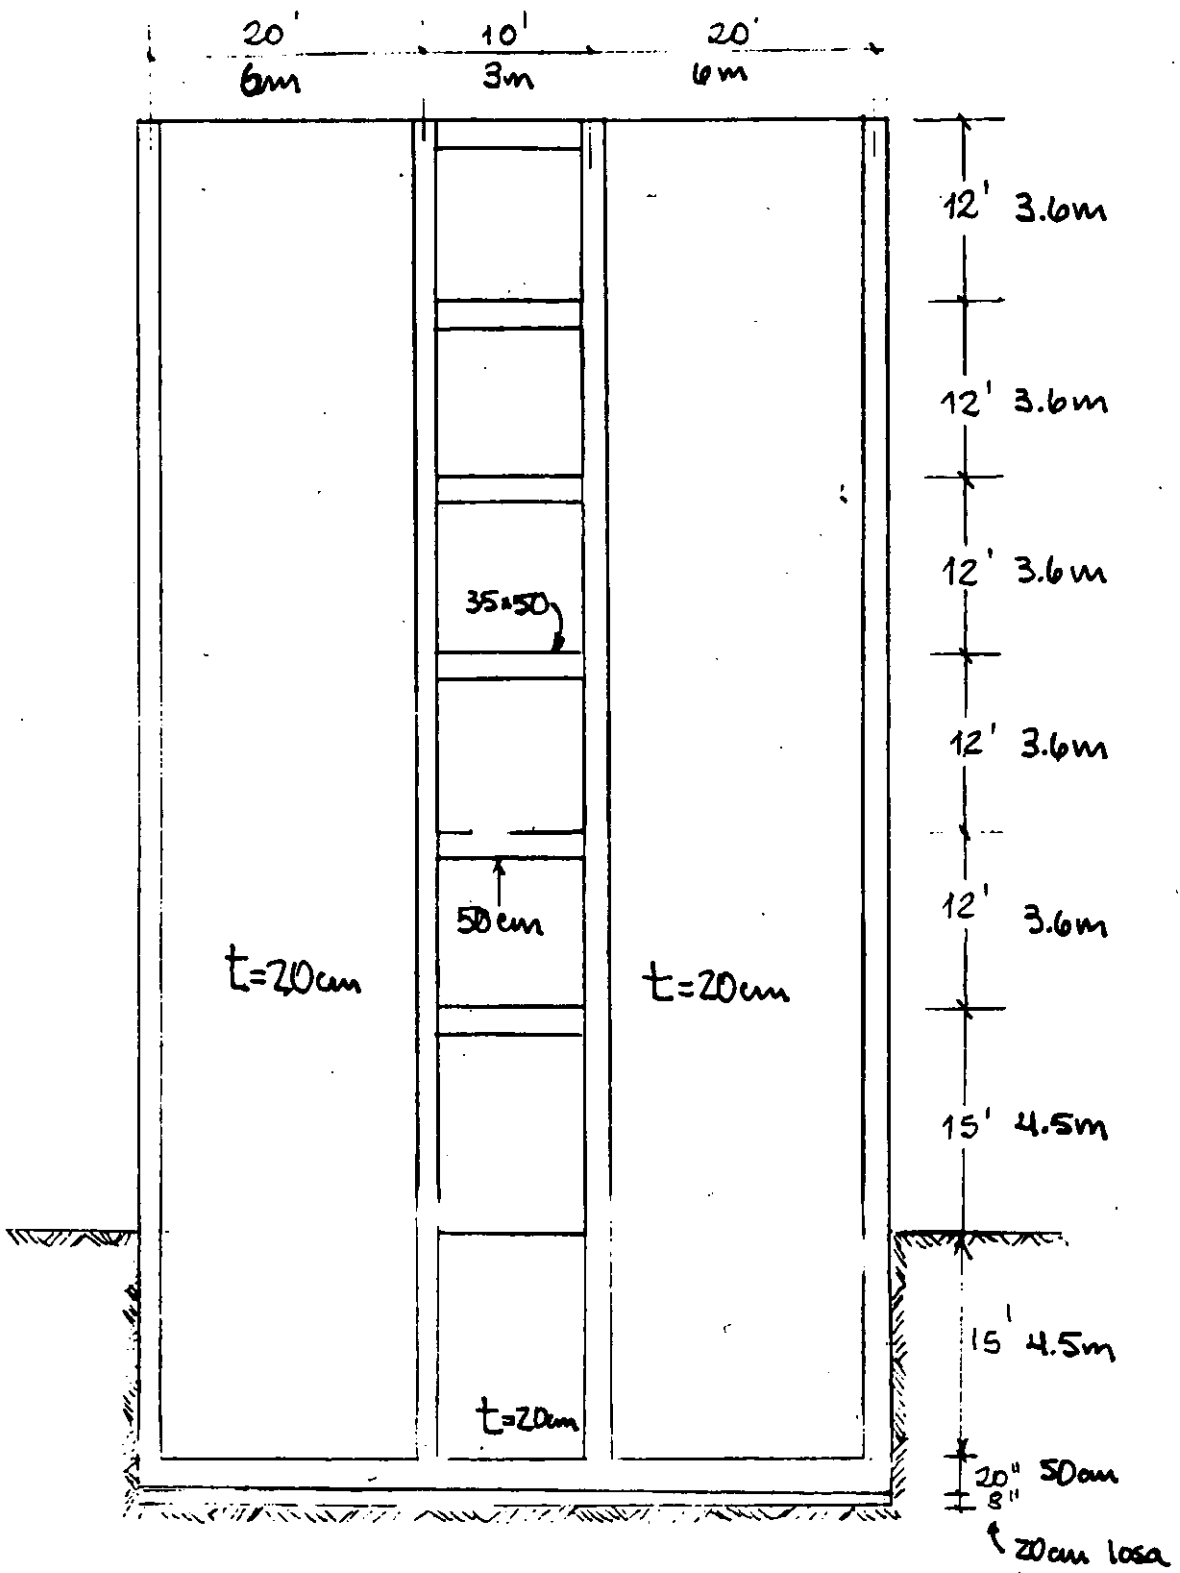 20' 10' 20'
6m 3m 6m
12' 3.6m
12' 3.6m
12' 3.6m
35x50
12' 3.6m
12' 3.6m
50cm
t=20cm t=20cm
15' 4.5m
15' 4.5m
t=20cm
20" 50cm
8"
20cm losa